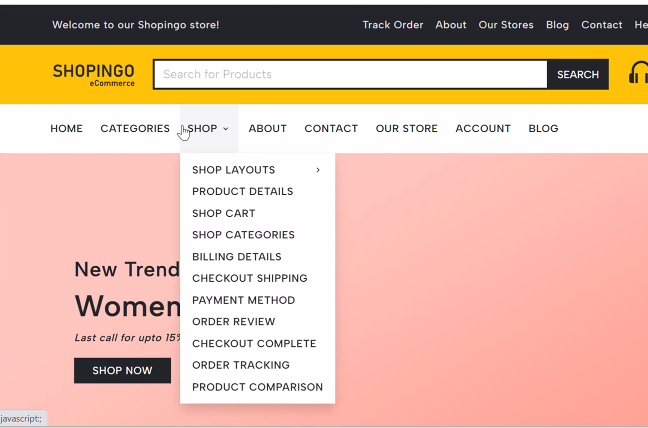 Welcome to our Shopingo store!
Track Order About Our Stores Blog Contact He
SHOPINGO
eCommerce
Search for Products
SEARCH
HOME CATEGORIES SHOP ABOUT CONTACT OUR STORE ACCOUNT BLOG
SHOP LAYOUTS
PRODUCT DETAILS
SHOP CART
SHOP CATEGORIES
BILLING DETAILS
CHECKOUT SHIPPING
PAYMENT METHOD
ORDER REVIEW
CHECKOUT COMPLETE
ORDER TRACKING
PRODUCT COMPARISON
New Trend
Women
Last call for upto 15%
SHOP NOW
javascript:;